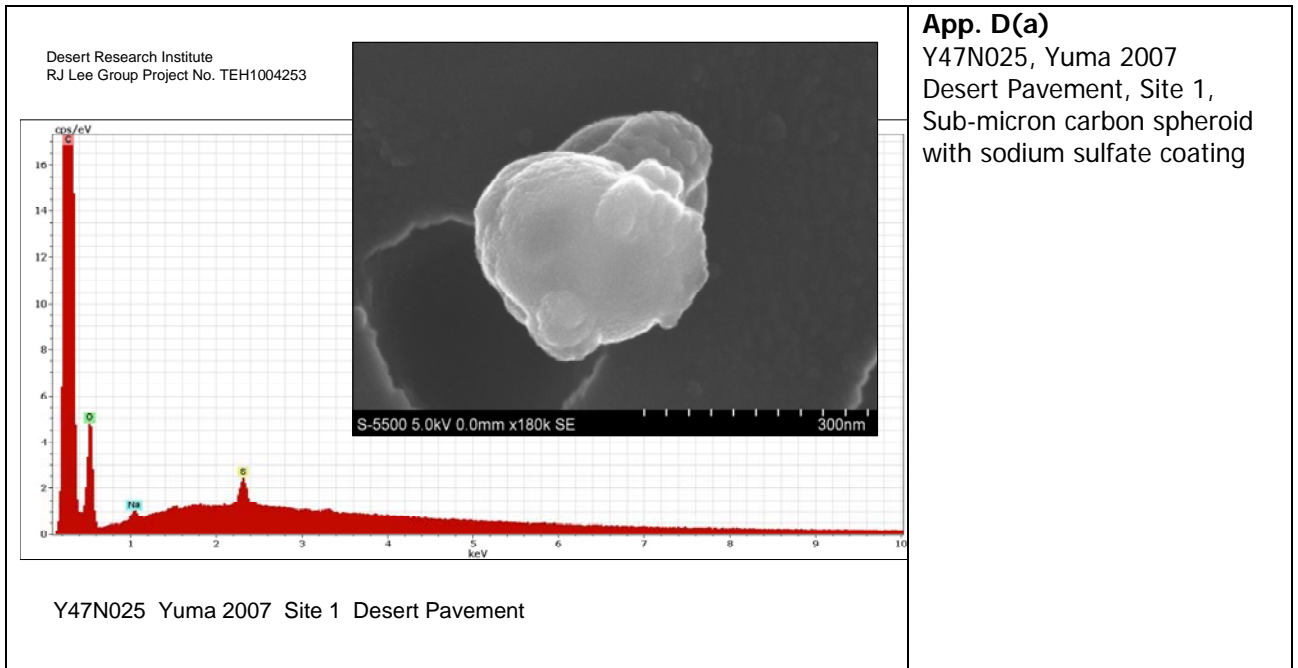 Desert Research Institute
RJ Lee Group Project No. TEH1004253
cps/eV
C
16
14
12
10
8
6
4
2
0
O
Na
S
1 2 3 4 5 6 7 8 9 10
keV
S-5500 5.0kV 0.0mm x180k SE 300nm
Y47N025 Yuma 2007 Site 1 Desert Pavement
App. D(a)
Y47N025, Yuma 2007
Desert Pavement, Site 1,
Sub-micron carbon spheroid
with sodium sulfate coating